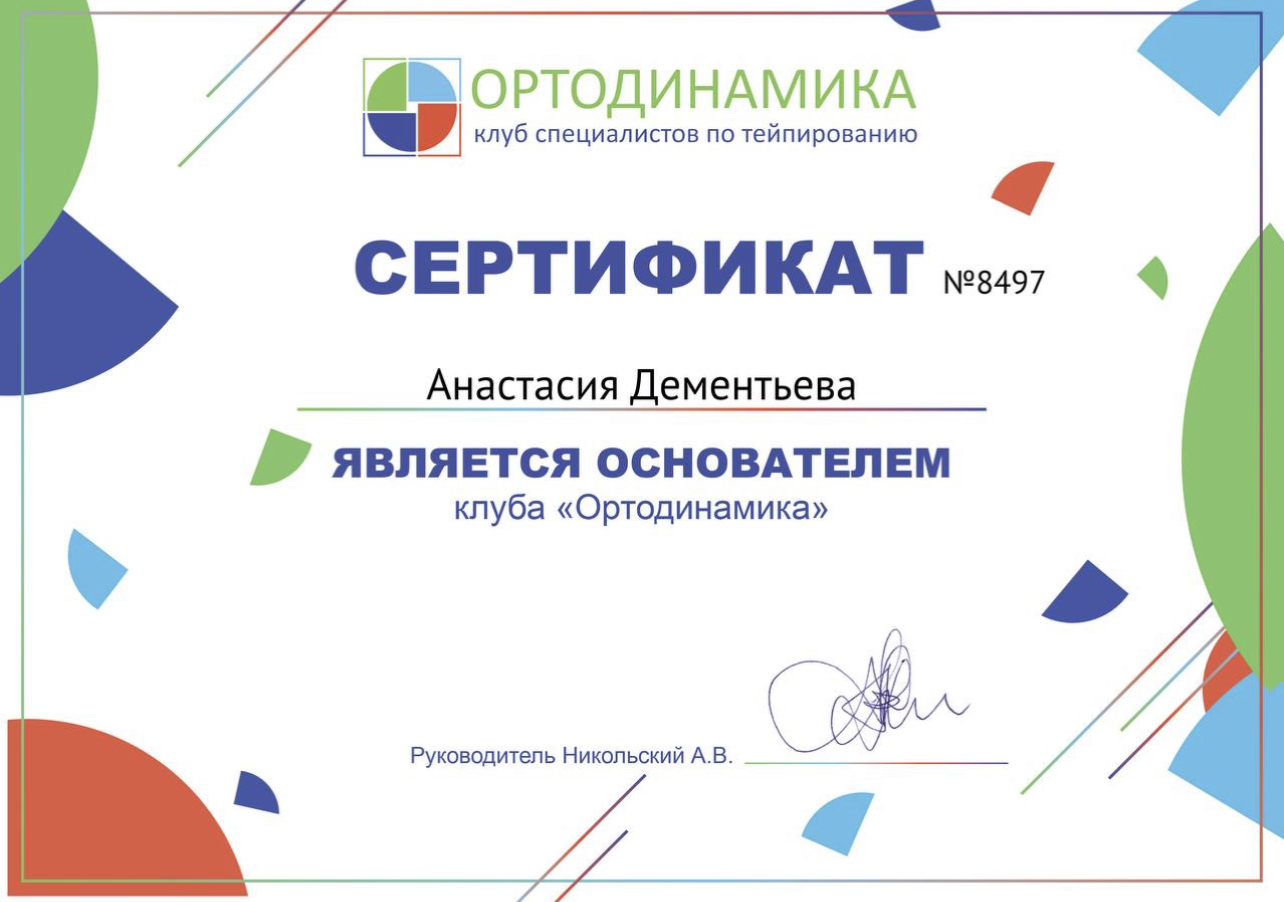 ОРТОДИНАМИКА
клуб специалистов по тейпированию
СЕРТИФИКАТ №8497
Анастасия Дементьева
ЯВЛЯЕТСЯ ОСНОВАТЕЛЕМ
клуба «Ортодинамика»
Руководитель Никольский А.В.